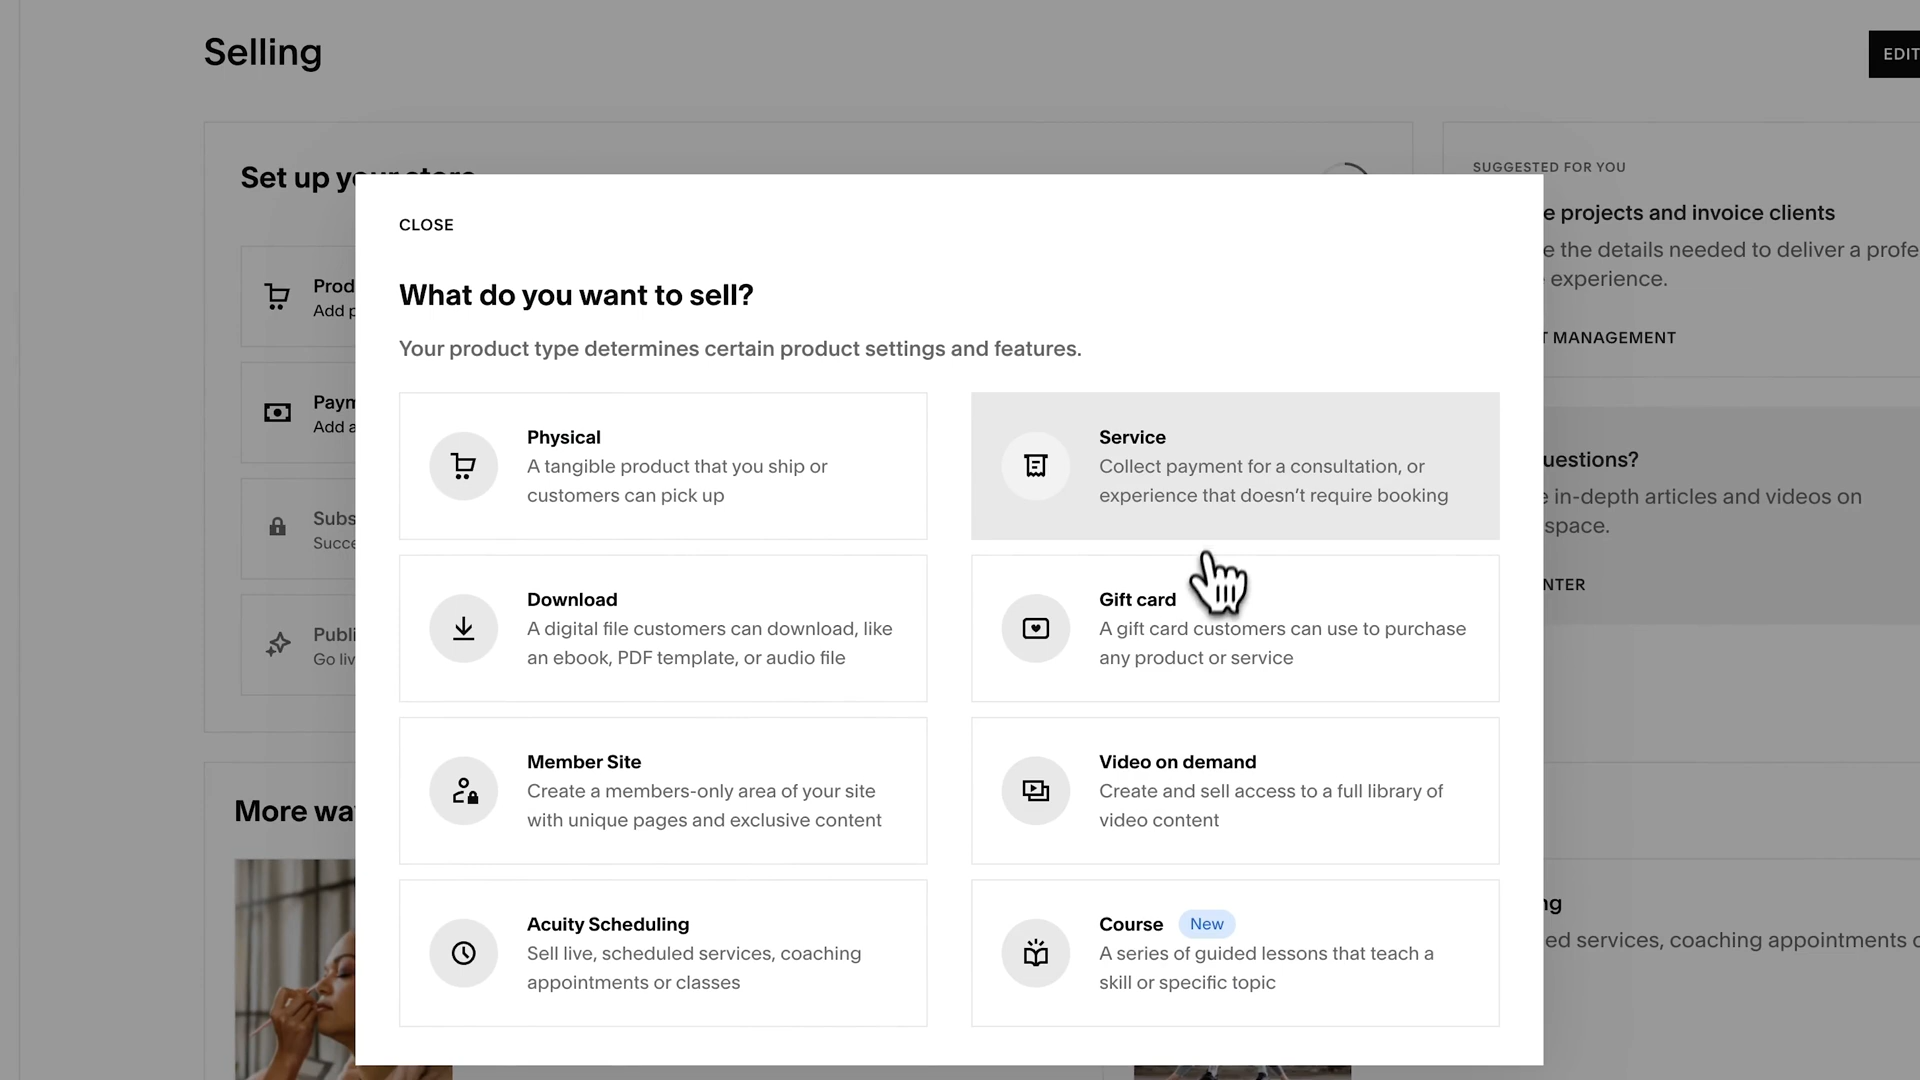 Selling
EDIT
Set up your store
SUGGESTED FOR YOU
e projects and invoice clients
e the details needed to deliver a profe
experience.
T MANAGEMENT
Prod
Add p
Paym
Add a
Subs
Succe
Publi
Go liv
uestions?
e in-depth articles and videos on
space.
NTER
More wa
ng
ed services, coaching appointments o
CLOSE
What do you want to sell?
Your product type determines certain product settings and features.
Physical
A tangible product that you ship or
customers can pick up
Service
Collect payment for a consultation, or
experience that doesn’t require booking
Download
A digital file customers can download, like
an ebook, PDF template, or audio file
Gift card
A gift card customers can use to purchase
any product or service
Member Site
Create a members-only area of your site
with unique pages and exclusive content
Video on demand
Create and sell access to a full library of
video content
Acuity Scheduling
Sell live, scheduled services, coaching
appointments or classes
Course New
A series of guided lessons that teach a
skill or specific topic